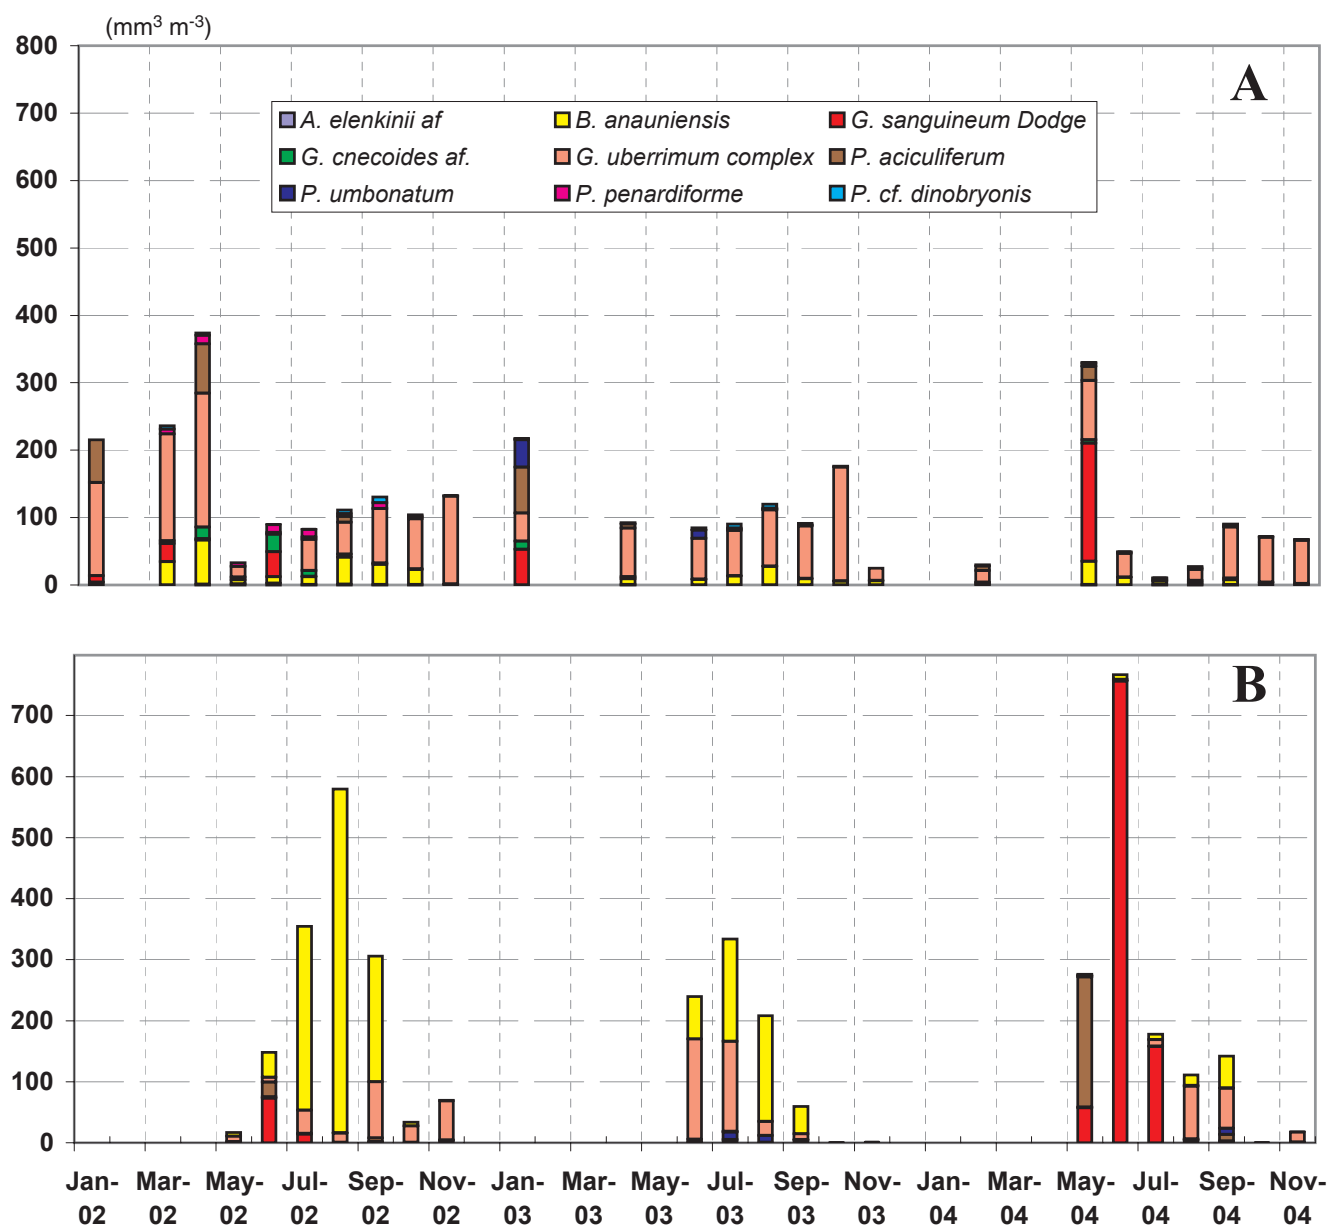 (mm³ m⁻³)
800
A
700
A. elenkinii af
B. anauniensis
G. sanguineum Dodge
G. cnecoides af.
G. uberrimum complex
P. aciculiferum
P. umbonatum
P. penardiforme
P. cf. dinobryonis
600
500
400
300
200
100
0
B
700
600
500
400
300
200
100
0
Jan- Mar- May- Jul- Sep- Nov- Jan- Mar- May- Jul- Sep- Nov- Jan- Mar- May- Jul- Sep- Nov-
02 02 02 02 02 02 03 03 03 03 03 03 04 04 04 04 04 04